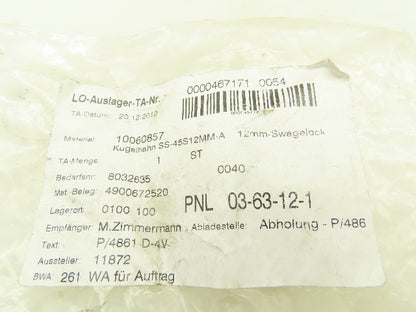 LO-Auslager-TA-Nr. 0000467171 0054
TA-Datum: 20.12.2012
Material: 10060857
Kugelhahn SS-45S12MM-A 12mm-Swagelock
TA-Menge: 1 ST
Bedarfsnr: 8032635 0040
Mat.-Beleg: 4900672520
Lagerort 0100 100 PNL 03-63-12-1
Empfänger: M.Zimmermann Abladestelle: Abholung - P/486
Text: P/4861 D-4V-
Aussteller: 11872
BWA: 261 WA für Auftrag